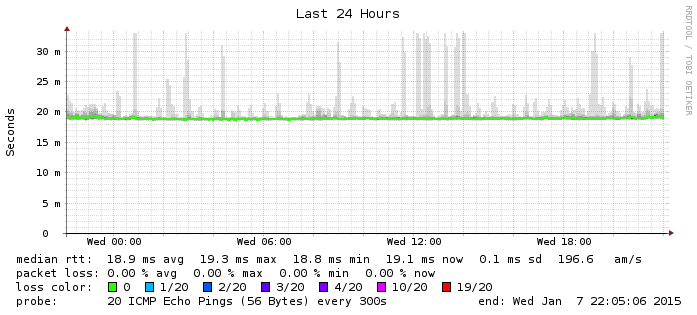 Last 24 Hours
RRDTOOL / TOBI OETIKER
Seconds
30 m
25 m
20 m
15 m
10 m
5 m
0
Wed 00:00 Wed 06:00 Wed 12:00 Wed 18:00
median rtt: 18.9 ms avg 19.3 ms max 18.8 ms min 19.1 ms now 0.1 ms sd 196.6 am/s
packet loss: 0.00 % avg 0.00 % max 0.00 % min 0.00 % now
loss color: 0 1/20 2/20 3/20 4/20 10/20 19/20
probe: 20 ICMP Echo Pings (56 Bytes) every 300s end: Wed Jan 7 22:05:06 2015